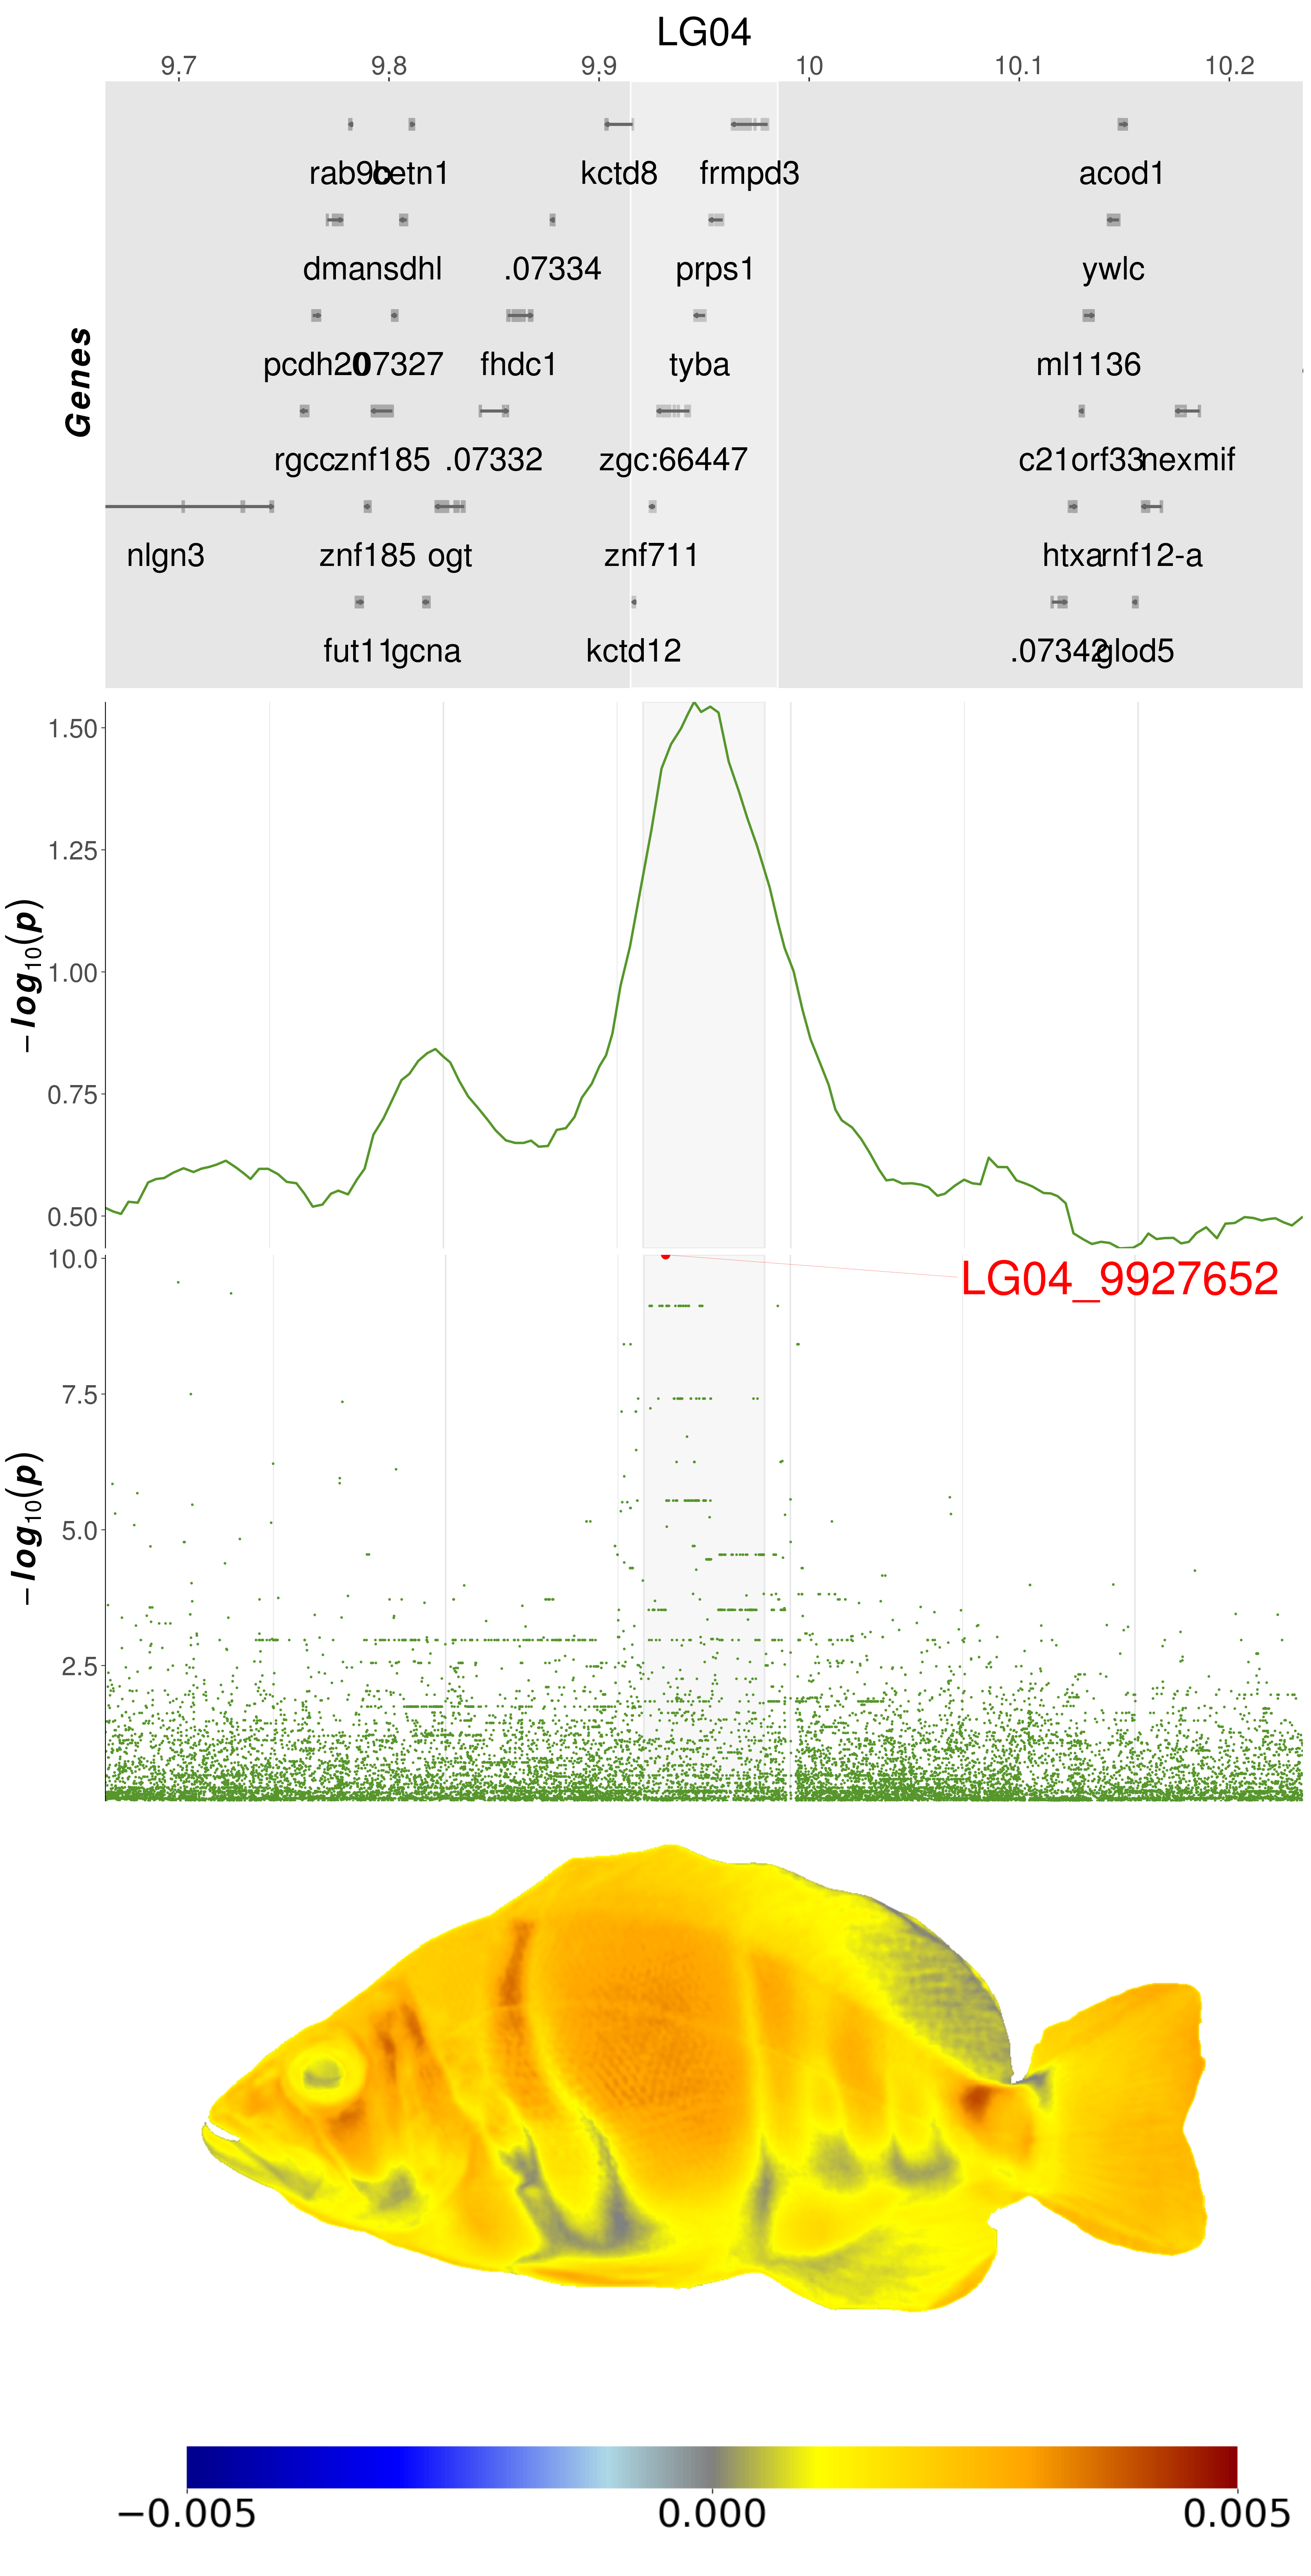 LG04
9.7 9.8 9.9 10 10.1 10.2
Genes
rab9b cetn1 kctd8 frmpd3 acod1
dman sdhl .07334 prps1 ywlc
pcdh20 .07327 fhdc1 tyba ml1136
rgcc znf185 .07332 zgc:66447 c21orf33 nexmif
nlgn3 znf185 ogt znf711 htxa rnf12-a
fut11 gcna kctd12 .07342 glod5
−log10(p)
1.50
1.25
1.00
0.75
0.50
−log10(p)
10.0
7.5
5.0
2.5
LG04_9927652
−0.005 0.000 0.005